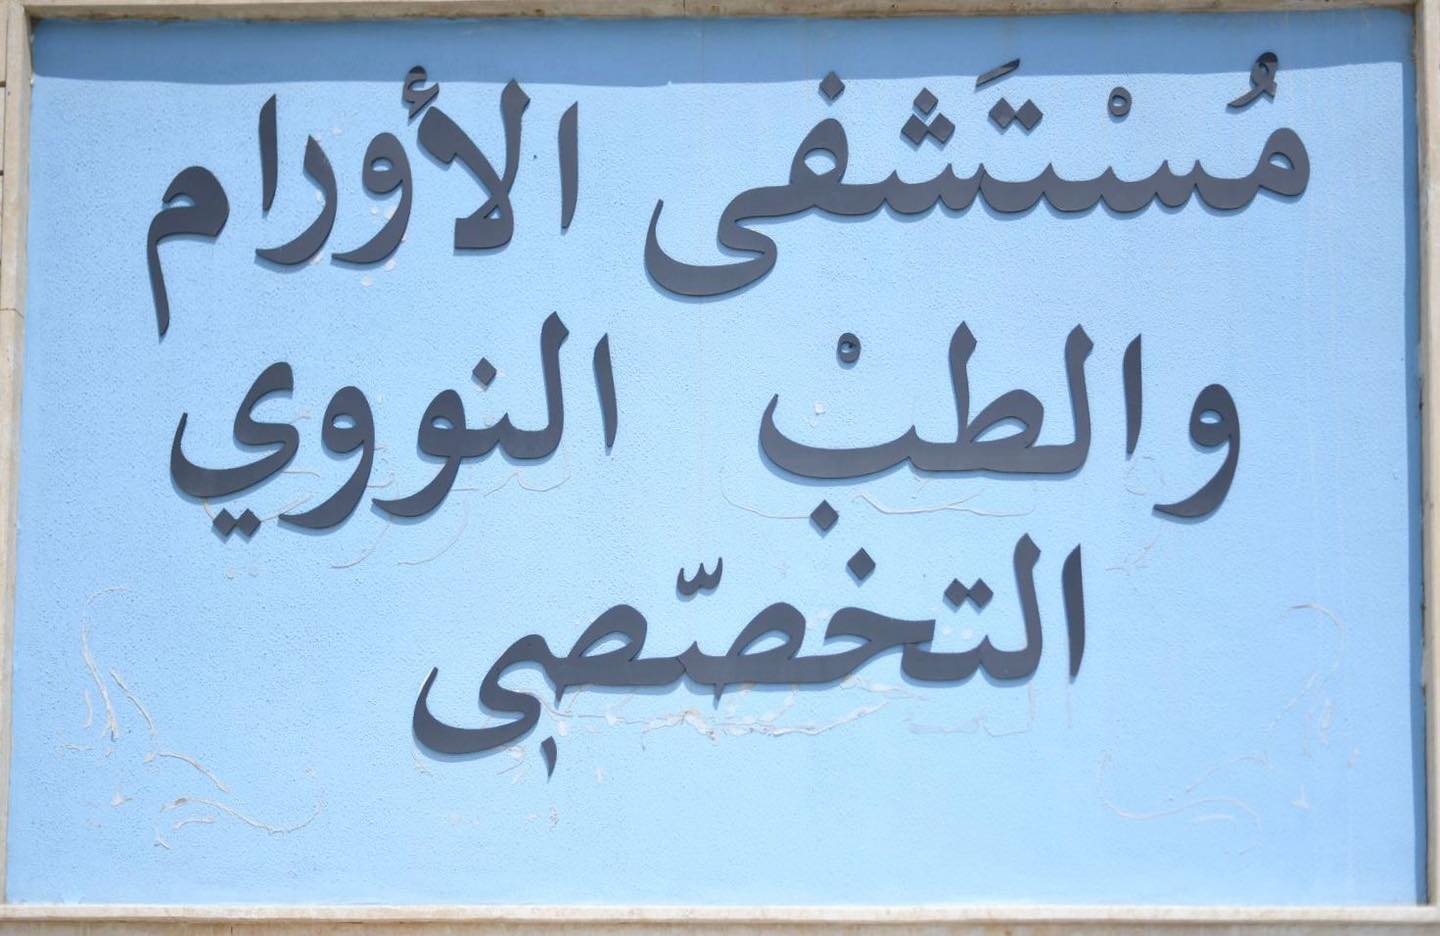 مُسْتَشفى الأورام
والطبْ النووي
التخصّصي